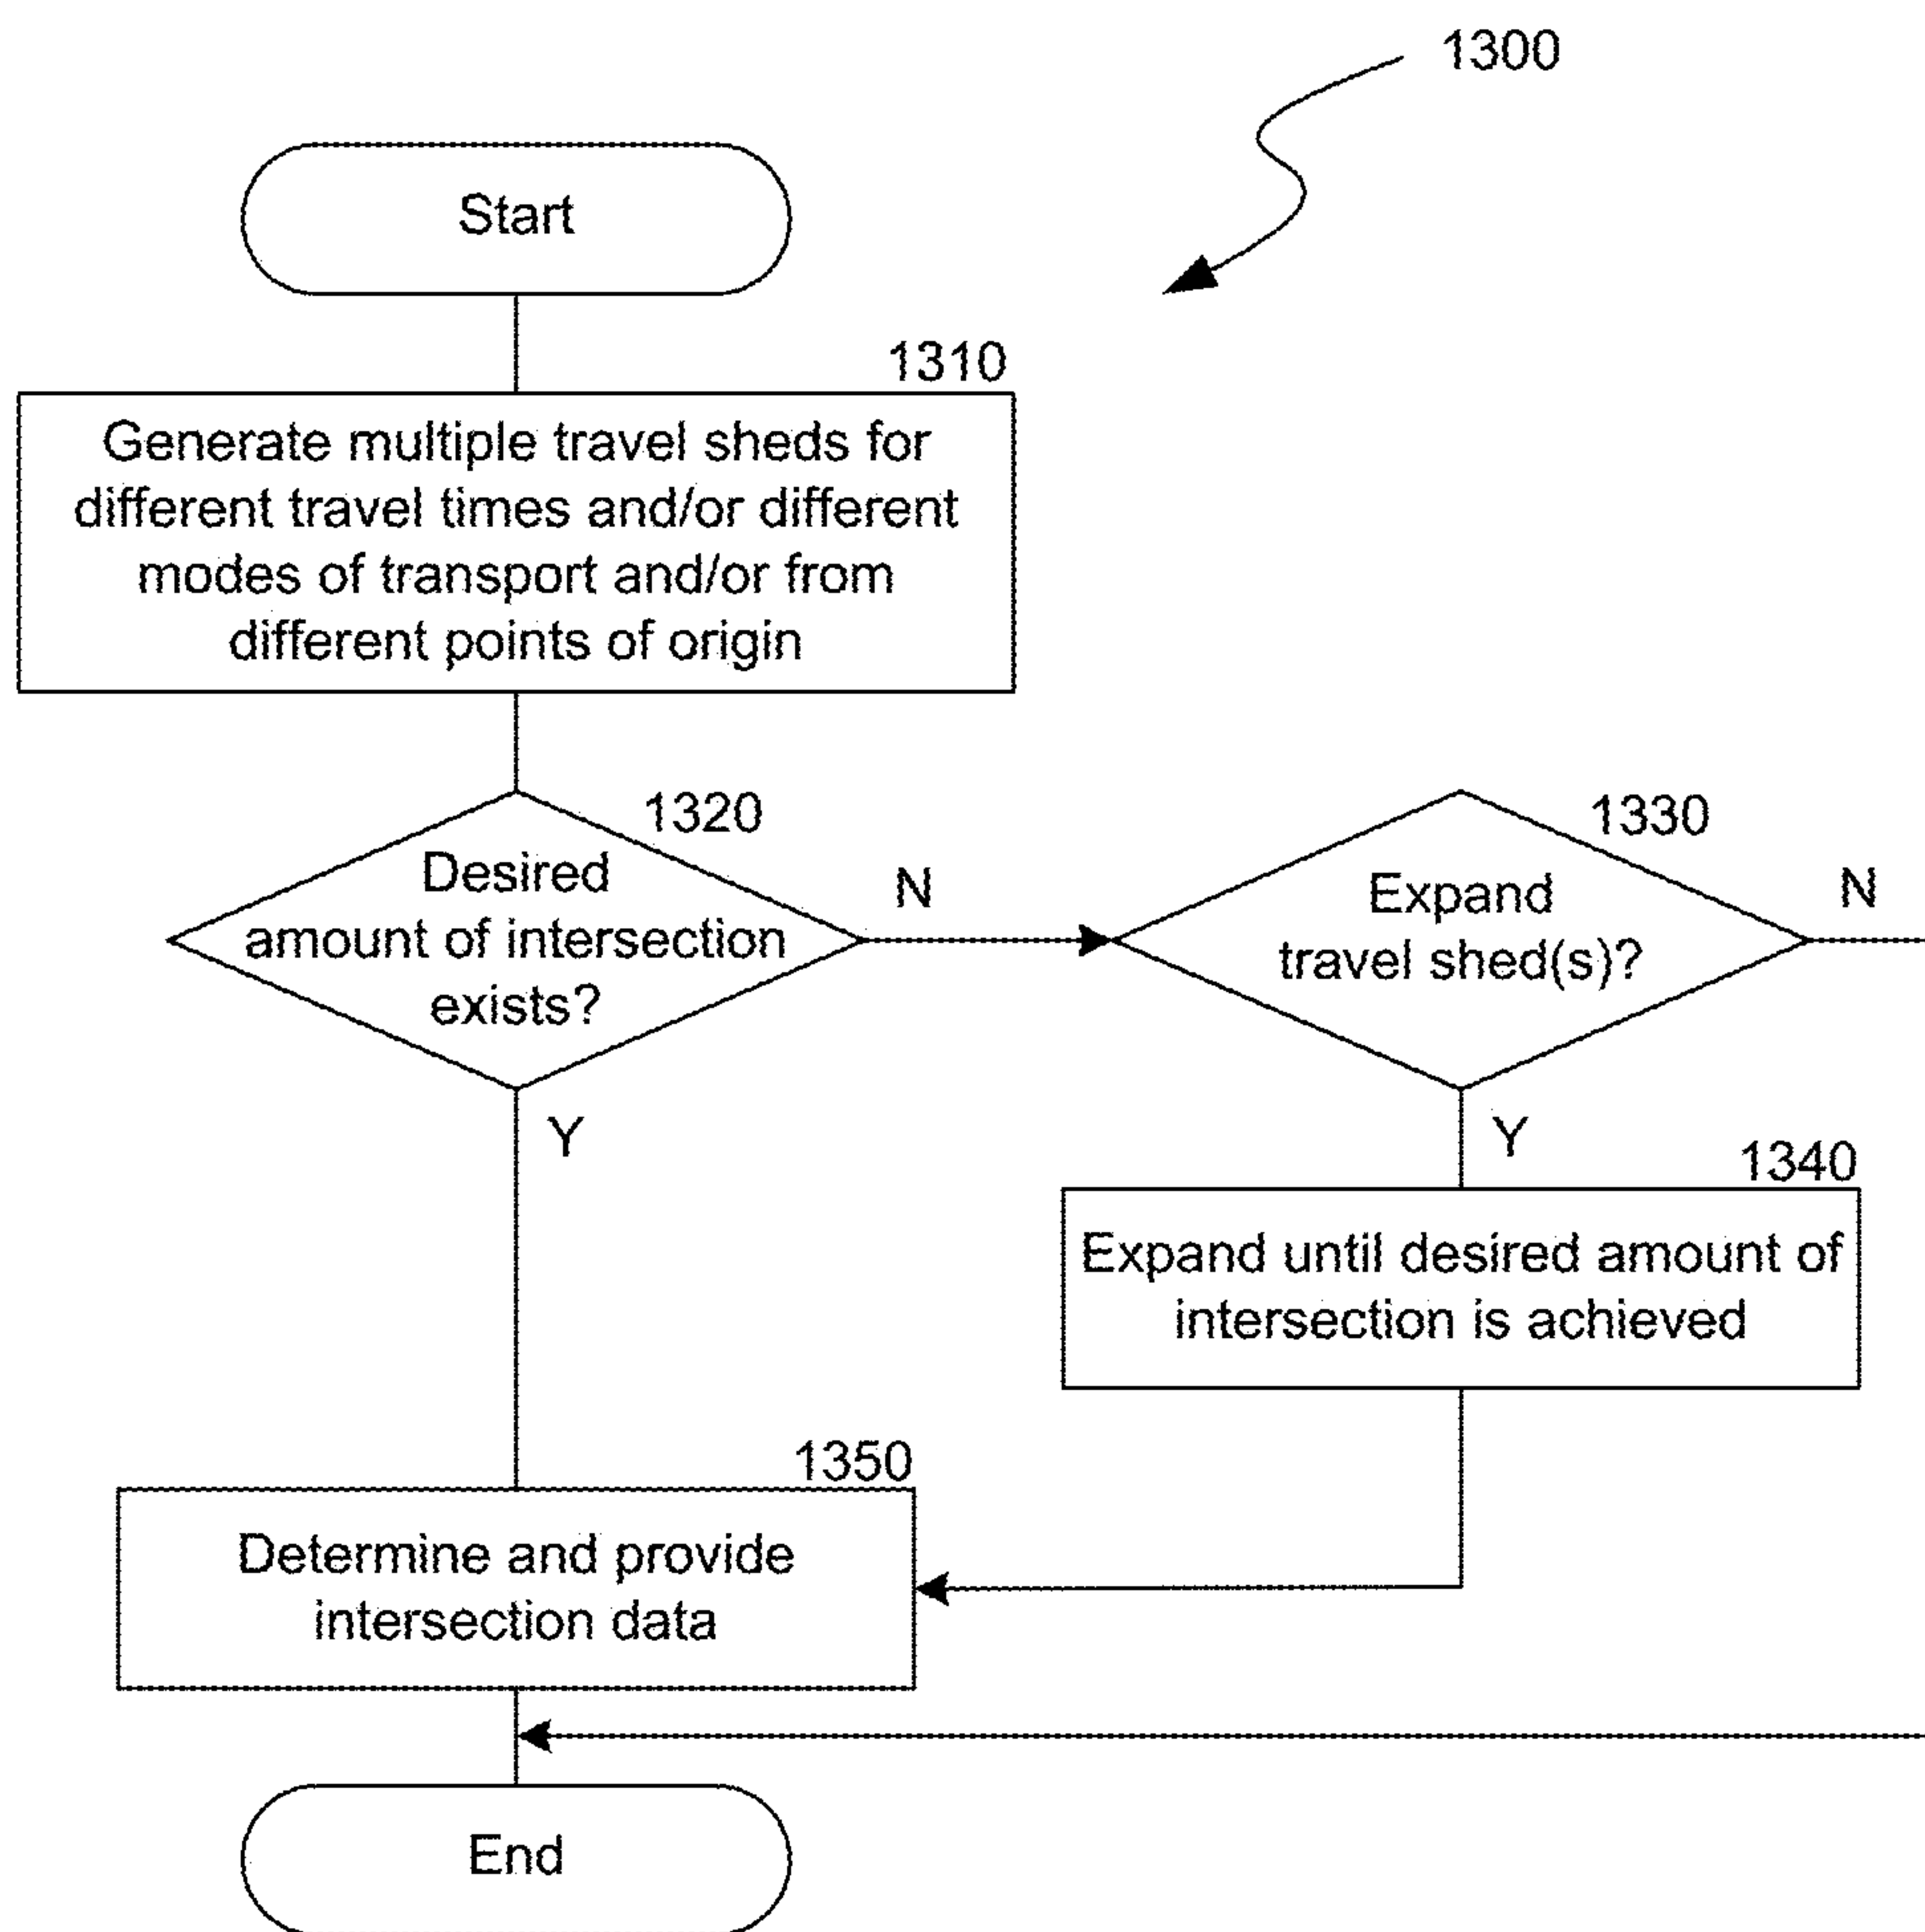 1300
Start
1310
Generate multiple travel sheds for
different travel times and/or different
modes of transport and/or from
different points of origin
1320
Desired
amount of intersection
exists?
N
1330
Expand
travel shed(s)?
N
Y
Y
1340
Expand until desired amount of
intersection is achieved
1350
Determine and provide
intersection data
End